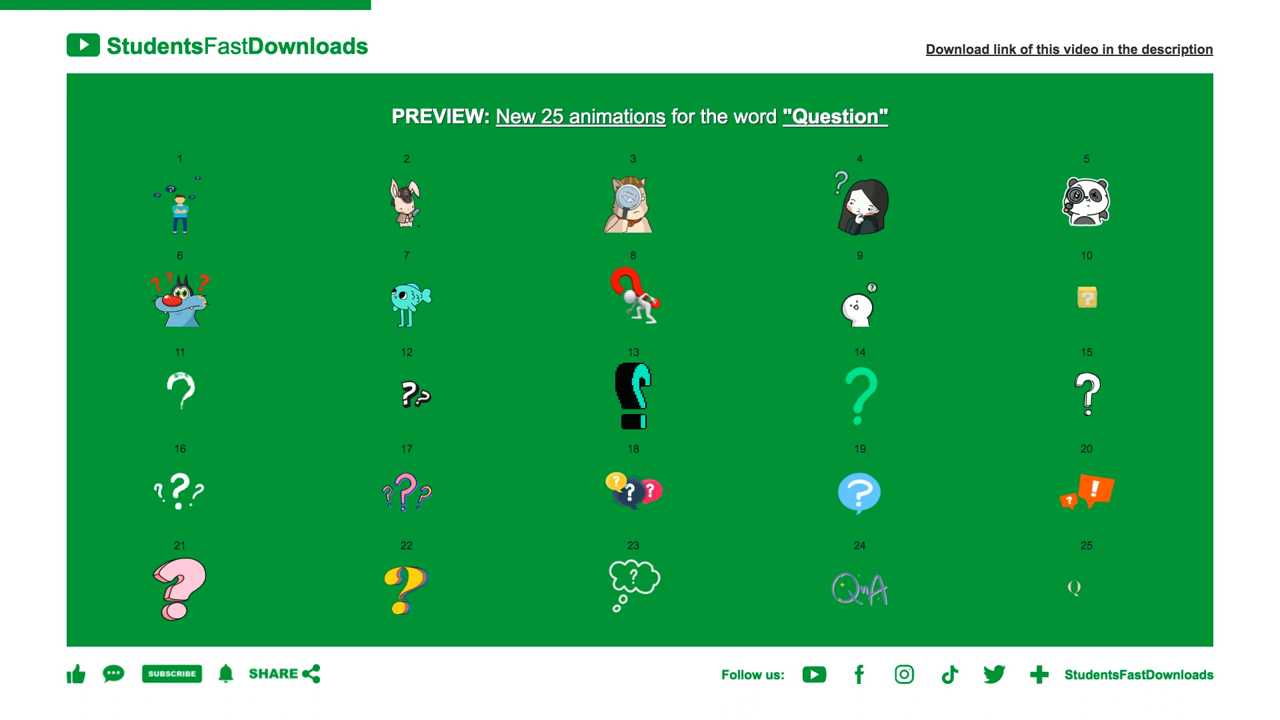 StudentsFastDownloads
Download link of this video in the description
PREVIEW: New 25 animations for the word "Question"
1 2 3 4 5
? ?
6 7 8 9 10
? ? ? ? ? ?
11 12 13 14 15
? ?? ? ? ?
16 17 18 19 20
??? ??? ? ? ? ? ? !
21 22 23 24 25
? ? ? QnA Q
SUBSCRIBE SHARE
Follow us: StudentsFastDownloads